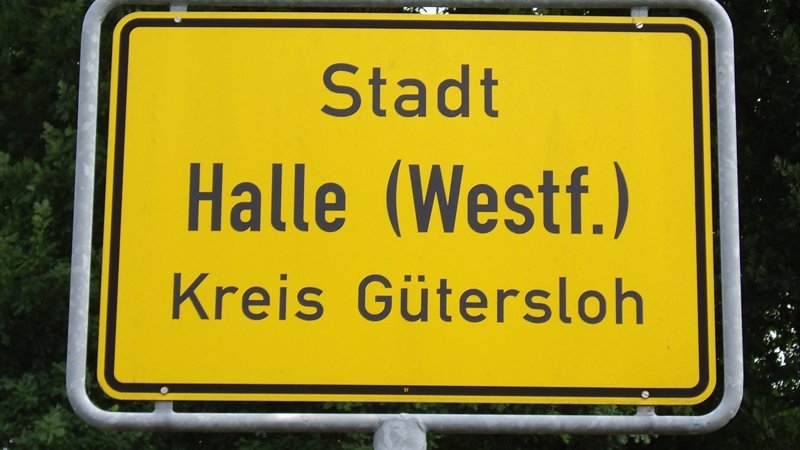 Stadt
Halle (Westf.)
Kreis Gütersloh